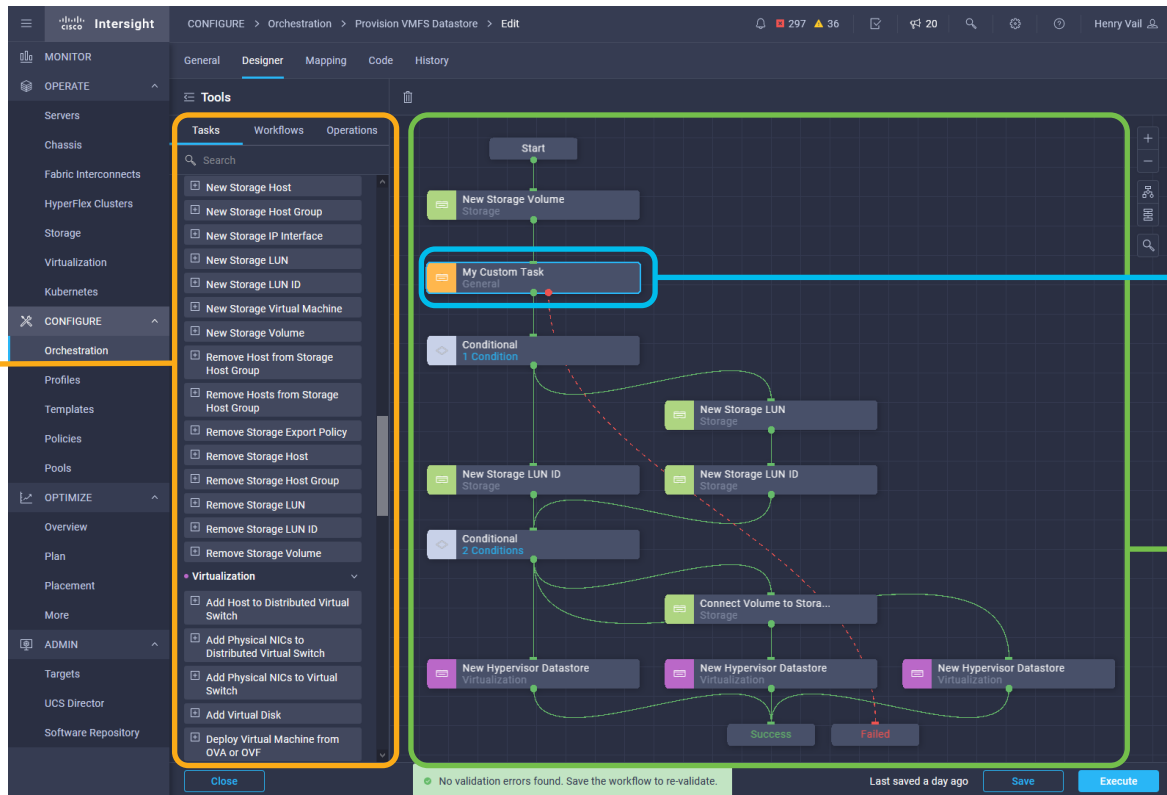 cisco Intersight
CONFIGURE > Orchestration > Provision VMFS Datastore > Edit
297 36
20
Henry Vail
MONITOR
OPERATE
Servers
Chassis
Fabric Interconnects
HyperFlex Clusters
Storage
Virtualization
Kubernetes
CONFIGURE
Orchestration
Profiles
Templates
Policies
Pools
OPTIMIZE
Overview
Plan
Placement
More
ADMIN
Targets
UCS Director
Software Repository
General Designer Mapping Code History
Tools
Tasks Workflows Operations
Search
New Storage Host
New Storage Host Group
New Storage IP Interface
New Storage LUN
New Storage LUN ID
New Storage Virtual Machine
New Storage Volume
Remove Host from Storage
Host Group
Remove Hosts from Storage
Host Group
Remove Storage Export Policy
Remove Storage Host
Remove Storage Host Group
Remove Storage LUN
Remove Storage LUN ID
Remove Storage Volume
Virtualization
Add Host to Distributed Virtual
Switch
Add Physical NICs to
Distributed Virtual Switch
Add Physical NICs to Virtual
Switch
Add Virtual Disk
Deploy Virtual Machine from
OVA or OVF
Start
New Storage Volume
Storage
My Custom Task
General
Conditional
1 Condition
New Storage LUN
Storage
New Storage LUN ID
Storage
New Storage LUN ID
Storage
Conditional
2 Conditions
Connect Volume to Stora...
Storage
New Hypervisor Datastore
Virtualization
New Hypervisor Datastore
Virtualization
New Hypervisor Datastore
Virtualization
Success
Failed
Close
No validation errors found. Save the workflow to re-validate.
Last saved a day ago
Save
Execute